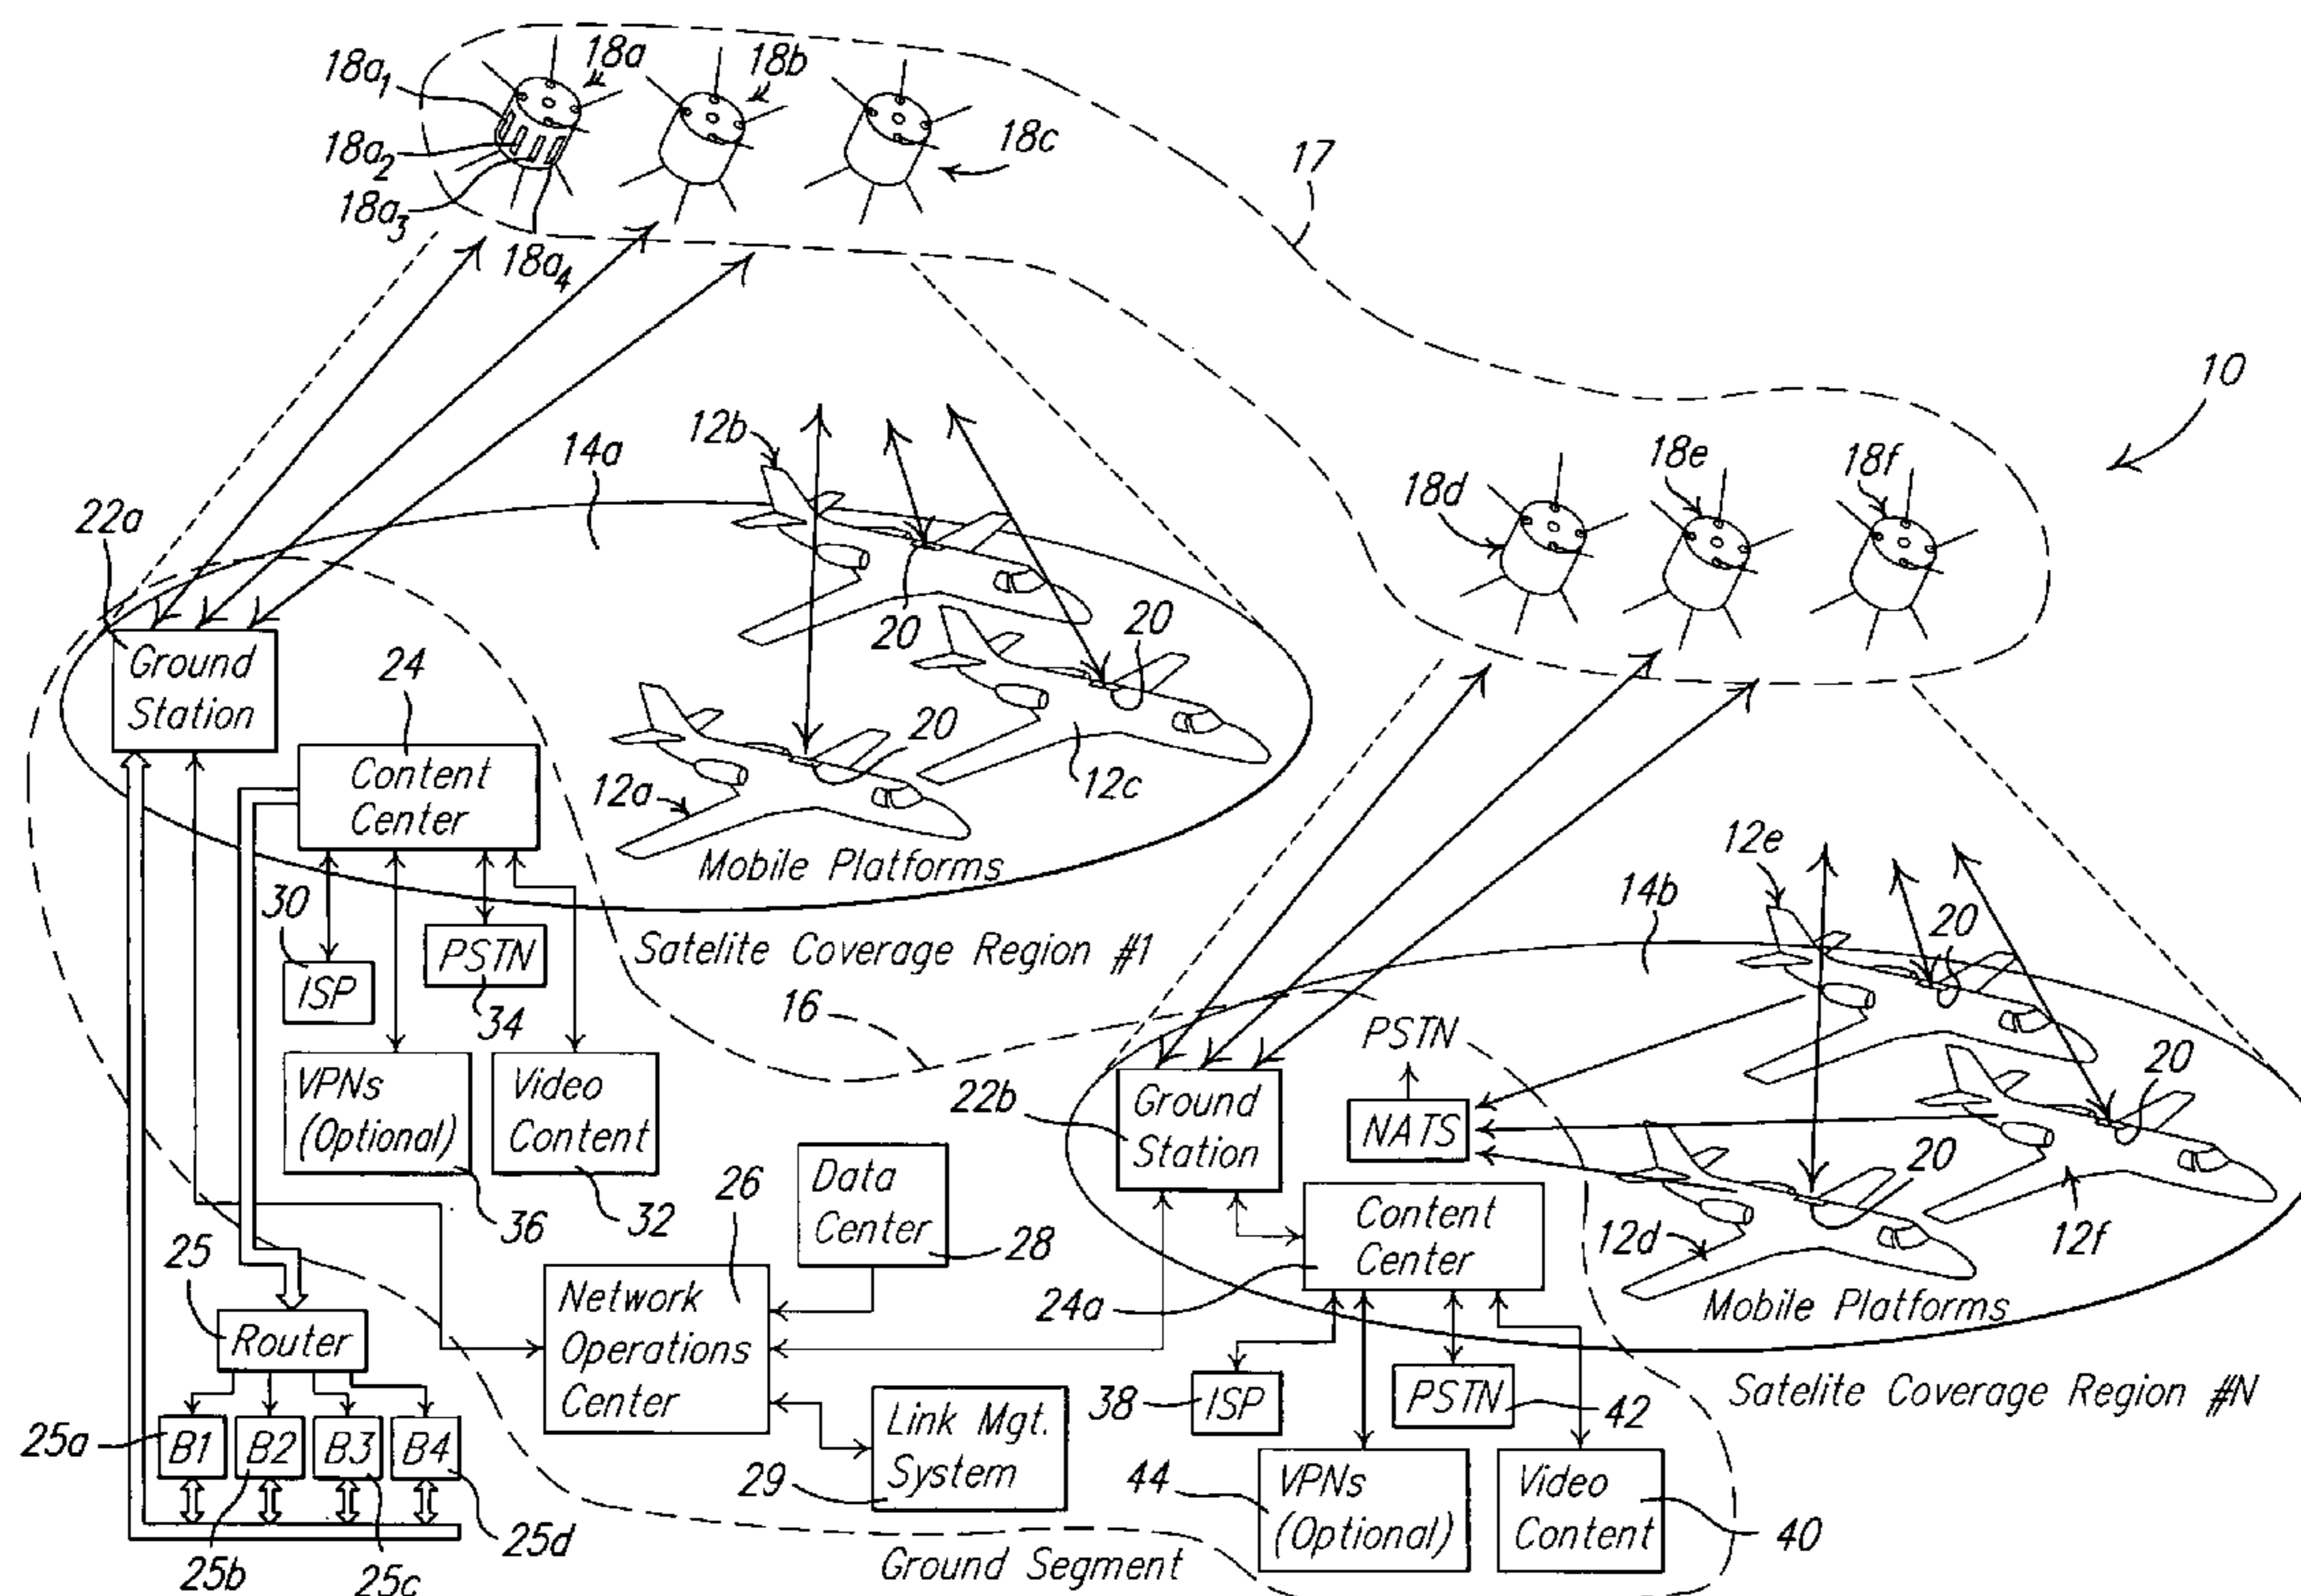 18a1
18a
18b
18a2
18c
17
18a3
18a4
10
12b
14a
18e
18f
18d
22a
20
20
24
Ground
Station
20
Content
Center
12a
12c
12e
Mobile Platforms
14b
30
20
PSTN
Satelite Coverage Region #1
ISP
34
16
PSTN
20
VPNs
(Optional)
Video
Content
22b
Ground
Station
NATS
26
Data
Center
20
36
32
28
Content
Center
12d
12f
25
24a
Network
Operations
Center
Mobile Platforms
Router
38
ISP
PSTN
42
Satelite Coverage Region #N
Link Mgt.
System
25a
B1
B2
B3
B4
29
44
VPNs
(Optional)
Video
Content
40
25d
25b
25c
Ground Segment